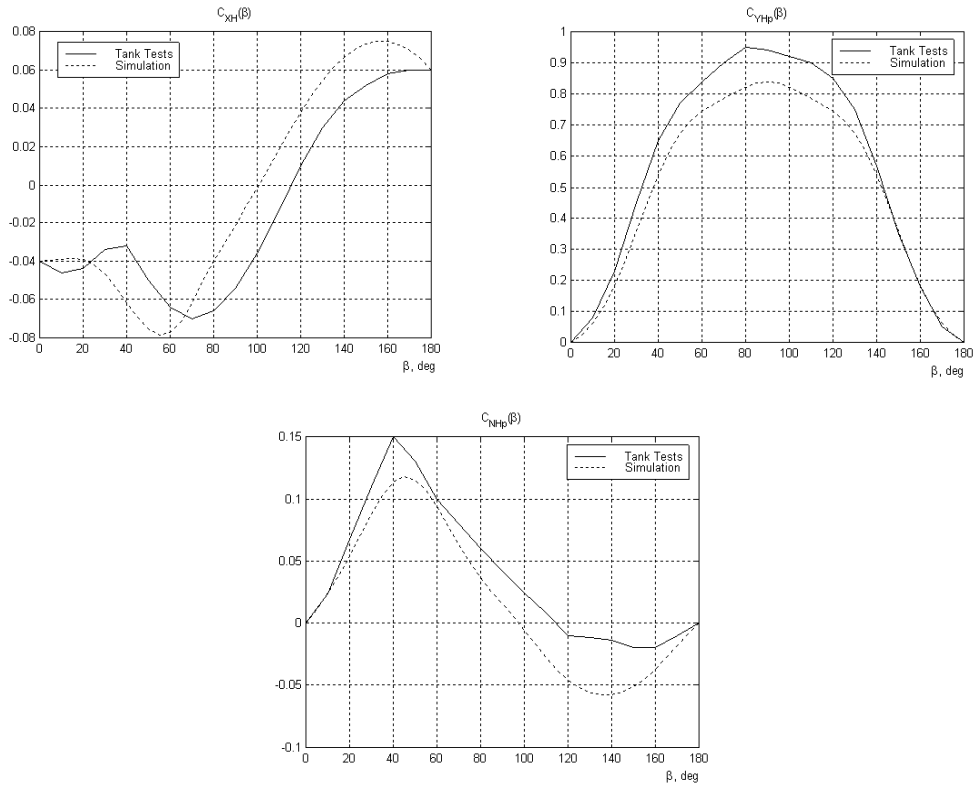 C_XH(β)
Tank Tests
Simulation
0.08
0.06
0.04
0.02
0
-0.02
-0.04
-0.06
-0.08
0 20 40 60 80 100 120 140 160 180
β, deg
C_YHp(β)
Tank Tests
Simulation
1
0.9
0.8
0.7
0.6
0.5
0.4
0.3
0.2
0.1
0
0 20 40 60 80 100 120 140 160 180
β, deg
C_NHp(β)
Tank Tests
Simulation
0.15
0.1
0.05
0
-0.05
-0.1
0 20 40 60 80 100 120 140 160 180
β, deg